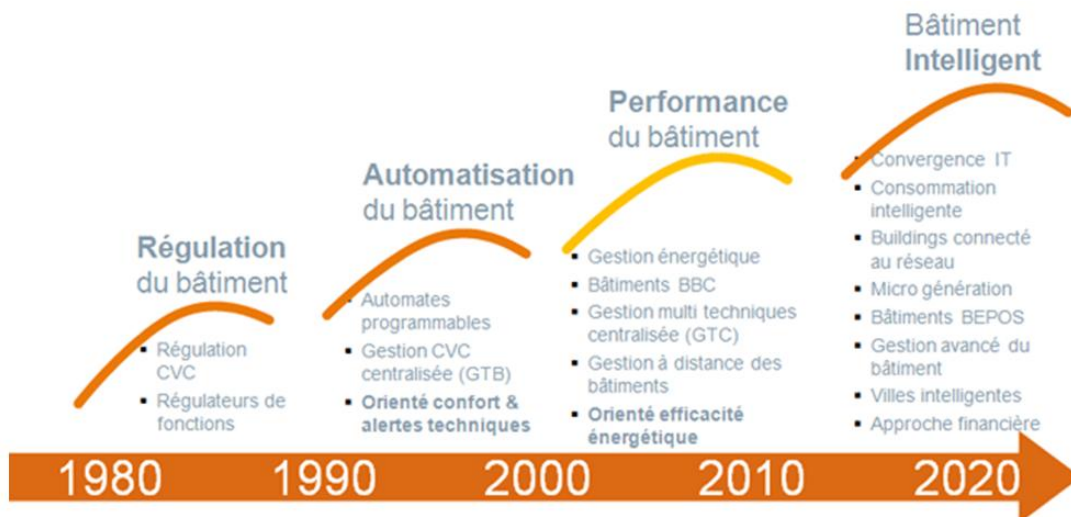 Régulation
du bâtiment
Régulation
CVC
Régulateurs de
fonctions
Automatisation
du bâtiment
Automates
programmables
Gestion CVC
centralisée (GTB)
Orienté confort &
alertes techniques
Performance
du bâtiment
Gestion énergétique
Bâtiments BBC
Gestion multi techniques
centralisée (GTC)
Gestion à distance des
bâtiments
Orienté efficacité
énergétique
Bâtiment
Intelligent
Convergence IT
Consommation
intelligente
Buildings connecté
au réseau
Micro génération
Bâtiments BEPOS
Gestion avancé du
bâtiment
Villes intelligentes
Approche financière
1980 1990 2000 2010 2020